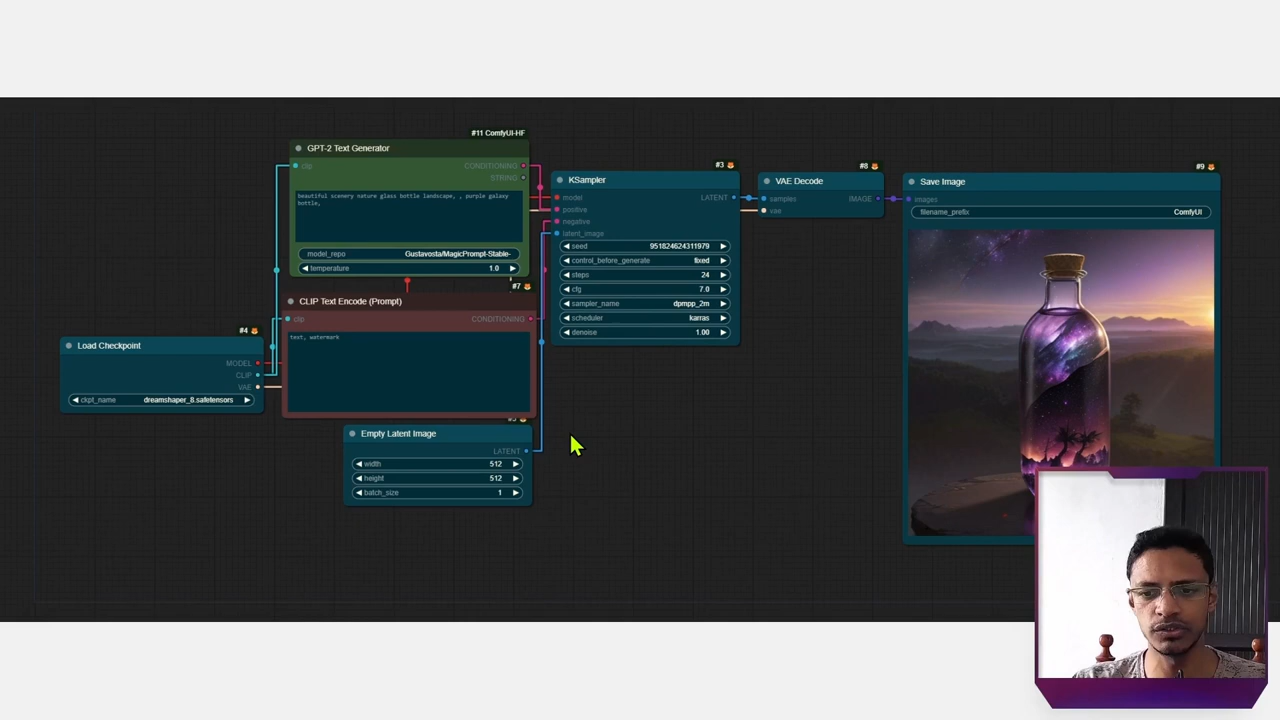 #11 ComfyUI-HF
GPT-2 Text Generator
clip
CONDITIONING
STRING
beautiful scenery nature glass bottle landscape, , purple galaxy
bottle,
model_repo
Gustavosta/MagicPrompt-Stable-
temperature
1.0
#7
CLIP Text Encode (Prompt)
clip
CONDITIONING
text, watermark
#4
Load Checkpoint
MODEL
CLIP
VAE
ckpt_name
dreamshaper_8.safetensors
Empty Latent Image
LATENT
width
512
height
512
batch_size
1
#3
KSampler
model
LATENT
positive
negative
latent_image
seed
951824624311979
control_before_generate
fixed
steps
24
cfg
7.0
sampler_name
dpmpp_2m
scheduler
karras
denoise
1.00
#8
VAE Decode
samples
IMAGE
vae
#9
Save Image
images
filename_prefix
ComfyUI